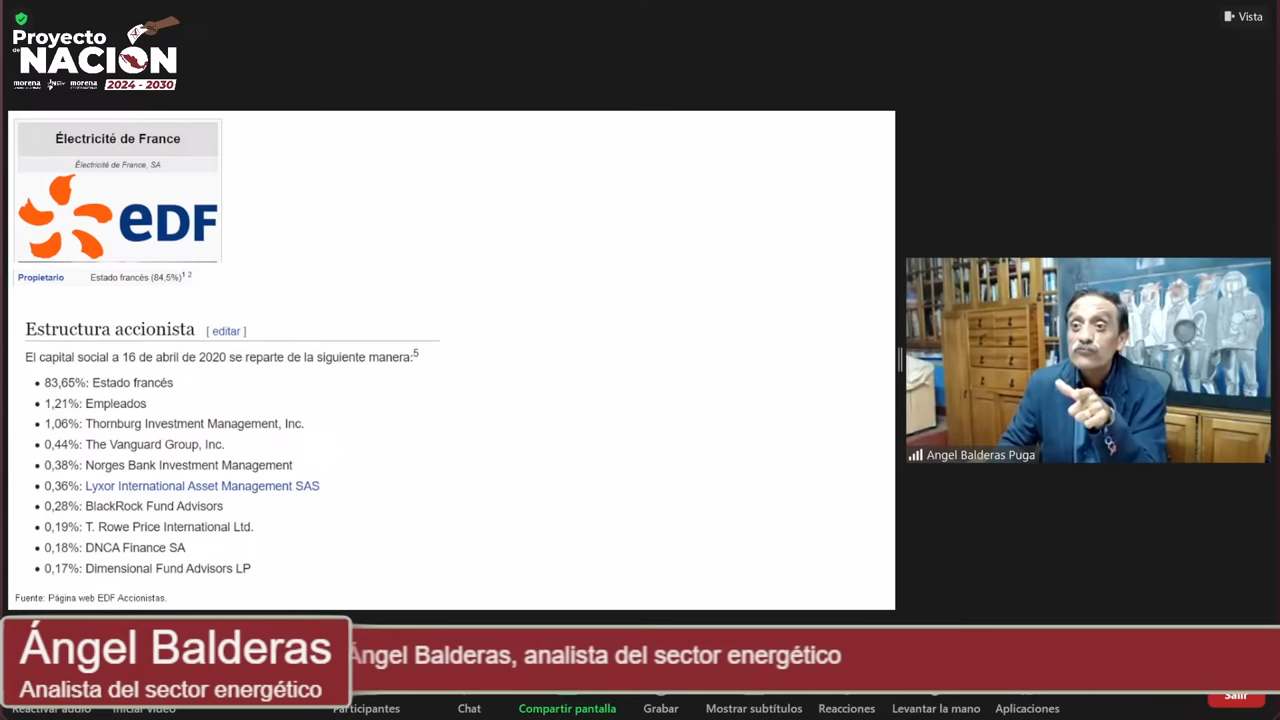 Proyecto
de NACIÓN
morena morena 2024 - 2030
Vista
Électricité de France
Électricité de France, SA
eDF
Propietario Estado francés (84,5%)1 2
Estructura accionista [ editar ]
El capital social a 16 de abril de 2020 se reparte de la siguiente manera:5
• 83,65%: Estado francés
• 1,21%: Empleados
• 1,06%: Thornburg Investment Management, Inc.
• 0,44%: The Vanguard Group, Inc.
• 0,38%: Norges Bank Investment Management
• 0,36%: Lyxor International Asset Management SAS
• 0,28%: BlackRock Fund Advisors
• 0,19%: T. Rowe Price International Ltd.
• 0,18%: DNCA Finance SA
• 0,17%: Dimensional Fund Advisors LP
Fuente: Página web EDF Accionistas.
Angel Balderas Puga
Ángel Balderas
Analista del sector energético
Ángel Balderas, analista del sector energético
Reactivar audio Iniciar video Participantes Chat Compartir pantalla Grabar Mostrar subtítulos Reacciones Levantar la mano Aplicaciones Salir